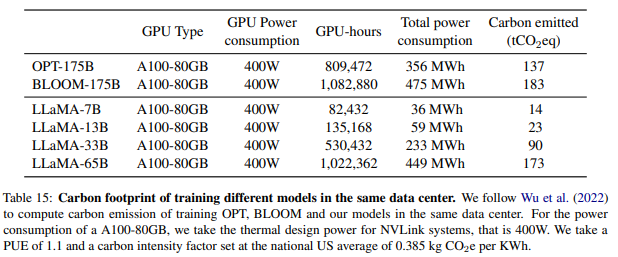 GPU Type GPU Power consumption GPU-hours Total power consumption Carbon emitted (tCO₂eq)
OPT-175B A100-80GB 400W 809,472 356 MWh 137
BLOOM-175B A100-80GB 400W 1,082,880 475 MWh 183
LLaMA-7B A100-80GB 400W 82,432 36 MWh 14
LLaMA-13B A100-80GB 400W 135,168 59 MWh 23
LLaMA-33B A100-80GB 400W 530,432 233 MWh 90
LLaMA-65B A100-80GB 400W 1,022,362 449 MWh 173
Table 15: Carbon footprint of training different models in the same data center. We follow Wu et al. (2022)
to compute carbon emission of training OPT, BLOOM and our models in the same data center. For the power
consumption of a A100-80GB, we take the thermal design power for NVLink systems, that is 400W. We take a
PUE of 1.1 and a carbon intensity factor set at the national US average of 0.385 kg CO₂e per KWh.